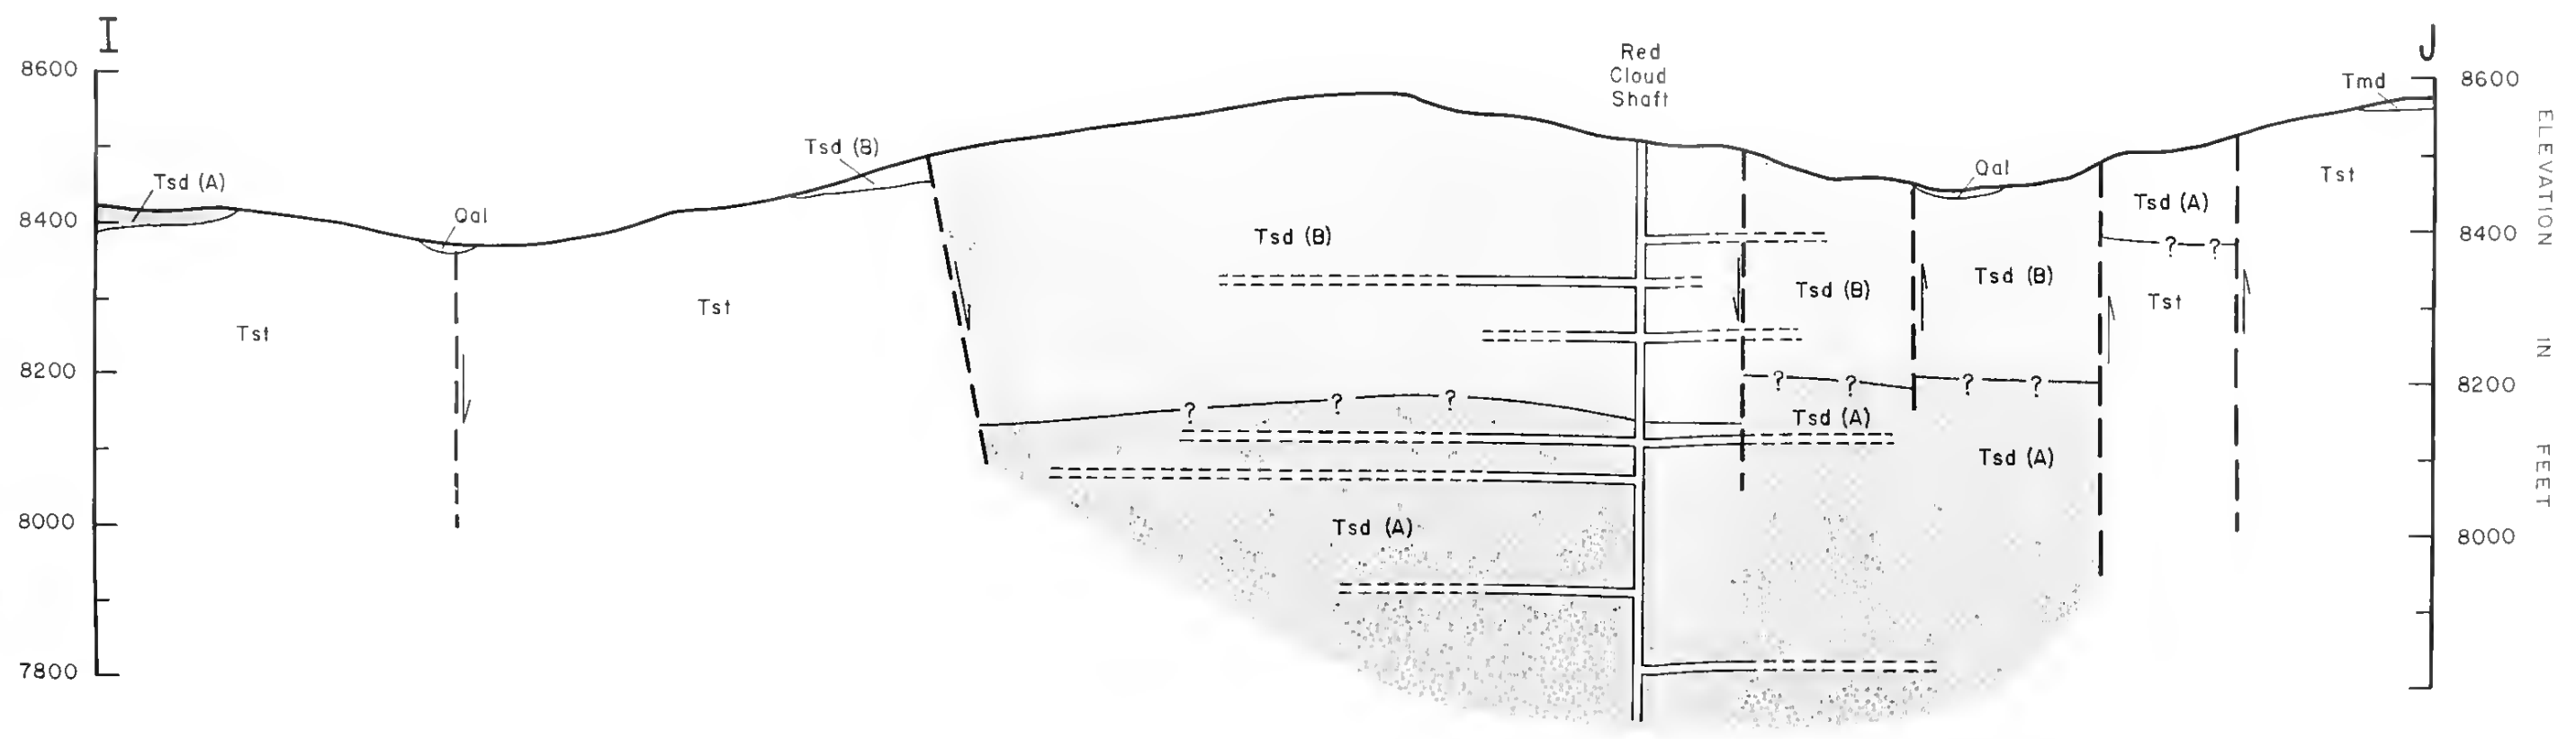 I
J
Red
Cloud
Shaft
8600
8400
8200
8000
7800
8600
8400
8200
8000
ELEVATION IN FEET
Tmd
Tsd (B)
Tsd (A)
Qal
Qal
Tst
Tsd (A)
Tsd (B)
Tsd (B)
Tsd (B)
? ?
Tst
Tst
Tst
? ? ?
? ?
? ?
Tsd (A)
Tsd (A)
Tsd (A)